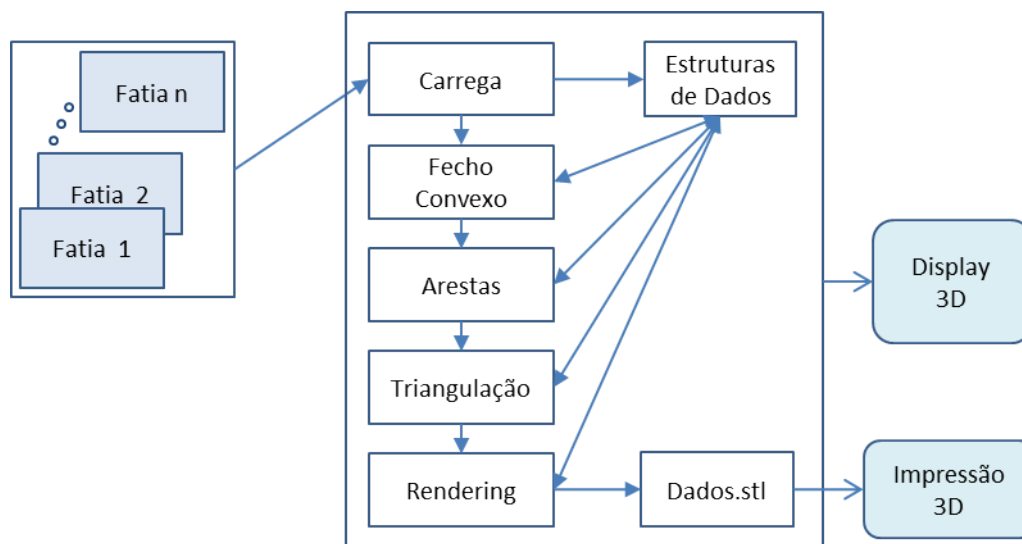 Fatia n
Fatia 2
Fatia 1
Carrega
Estruturas
de Dados
Fecho
Convexo
Arestas
Triangulação
Rendering
Dados.stl
Display
3D
Impressão
3D